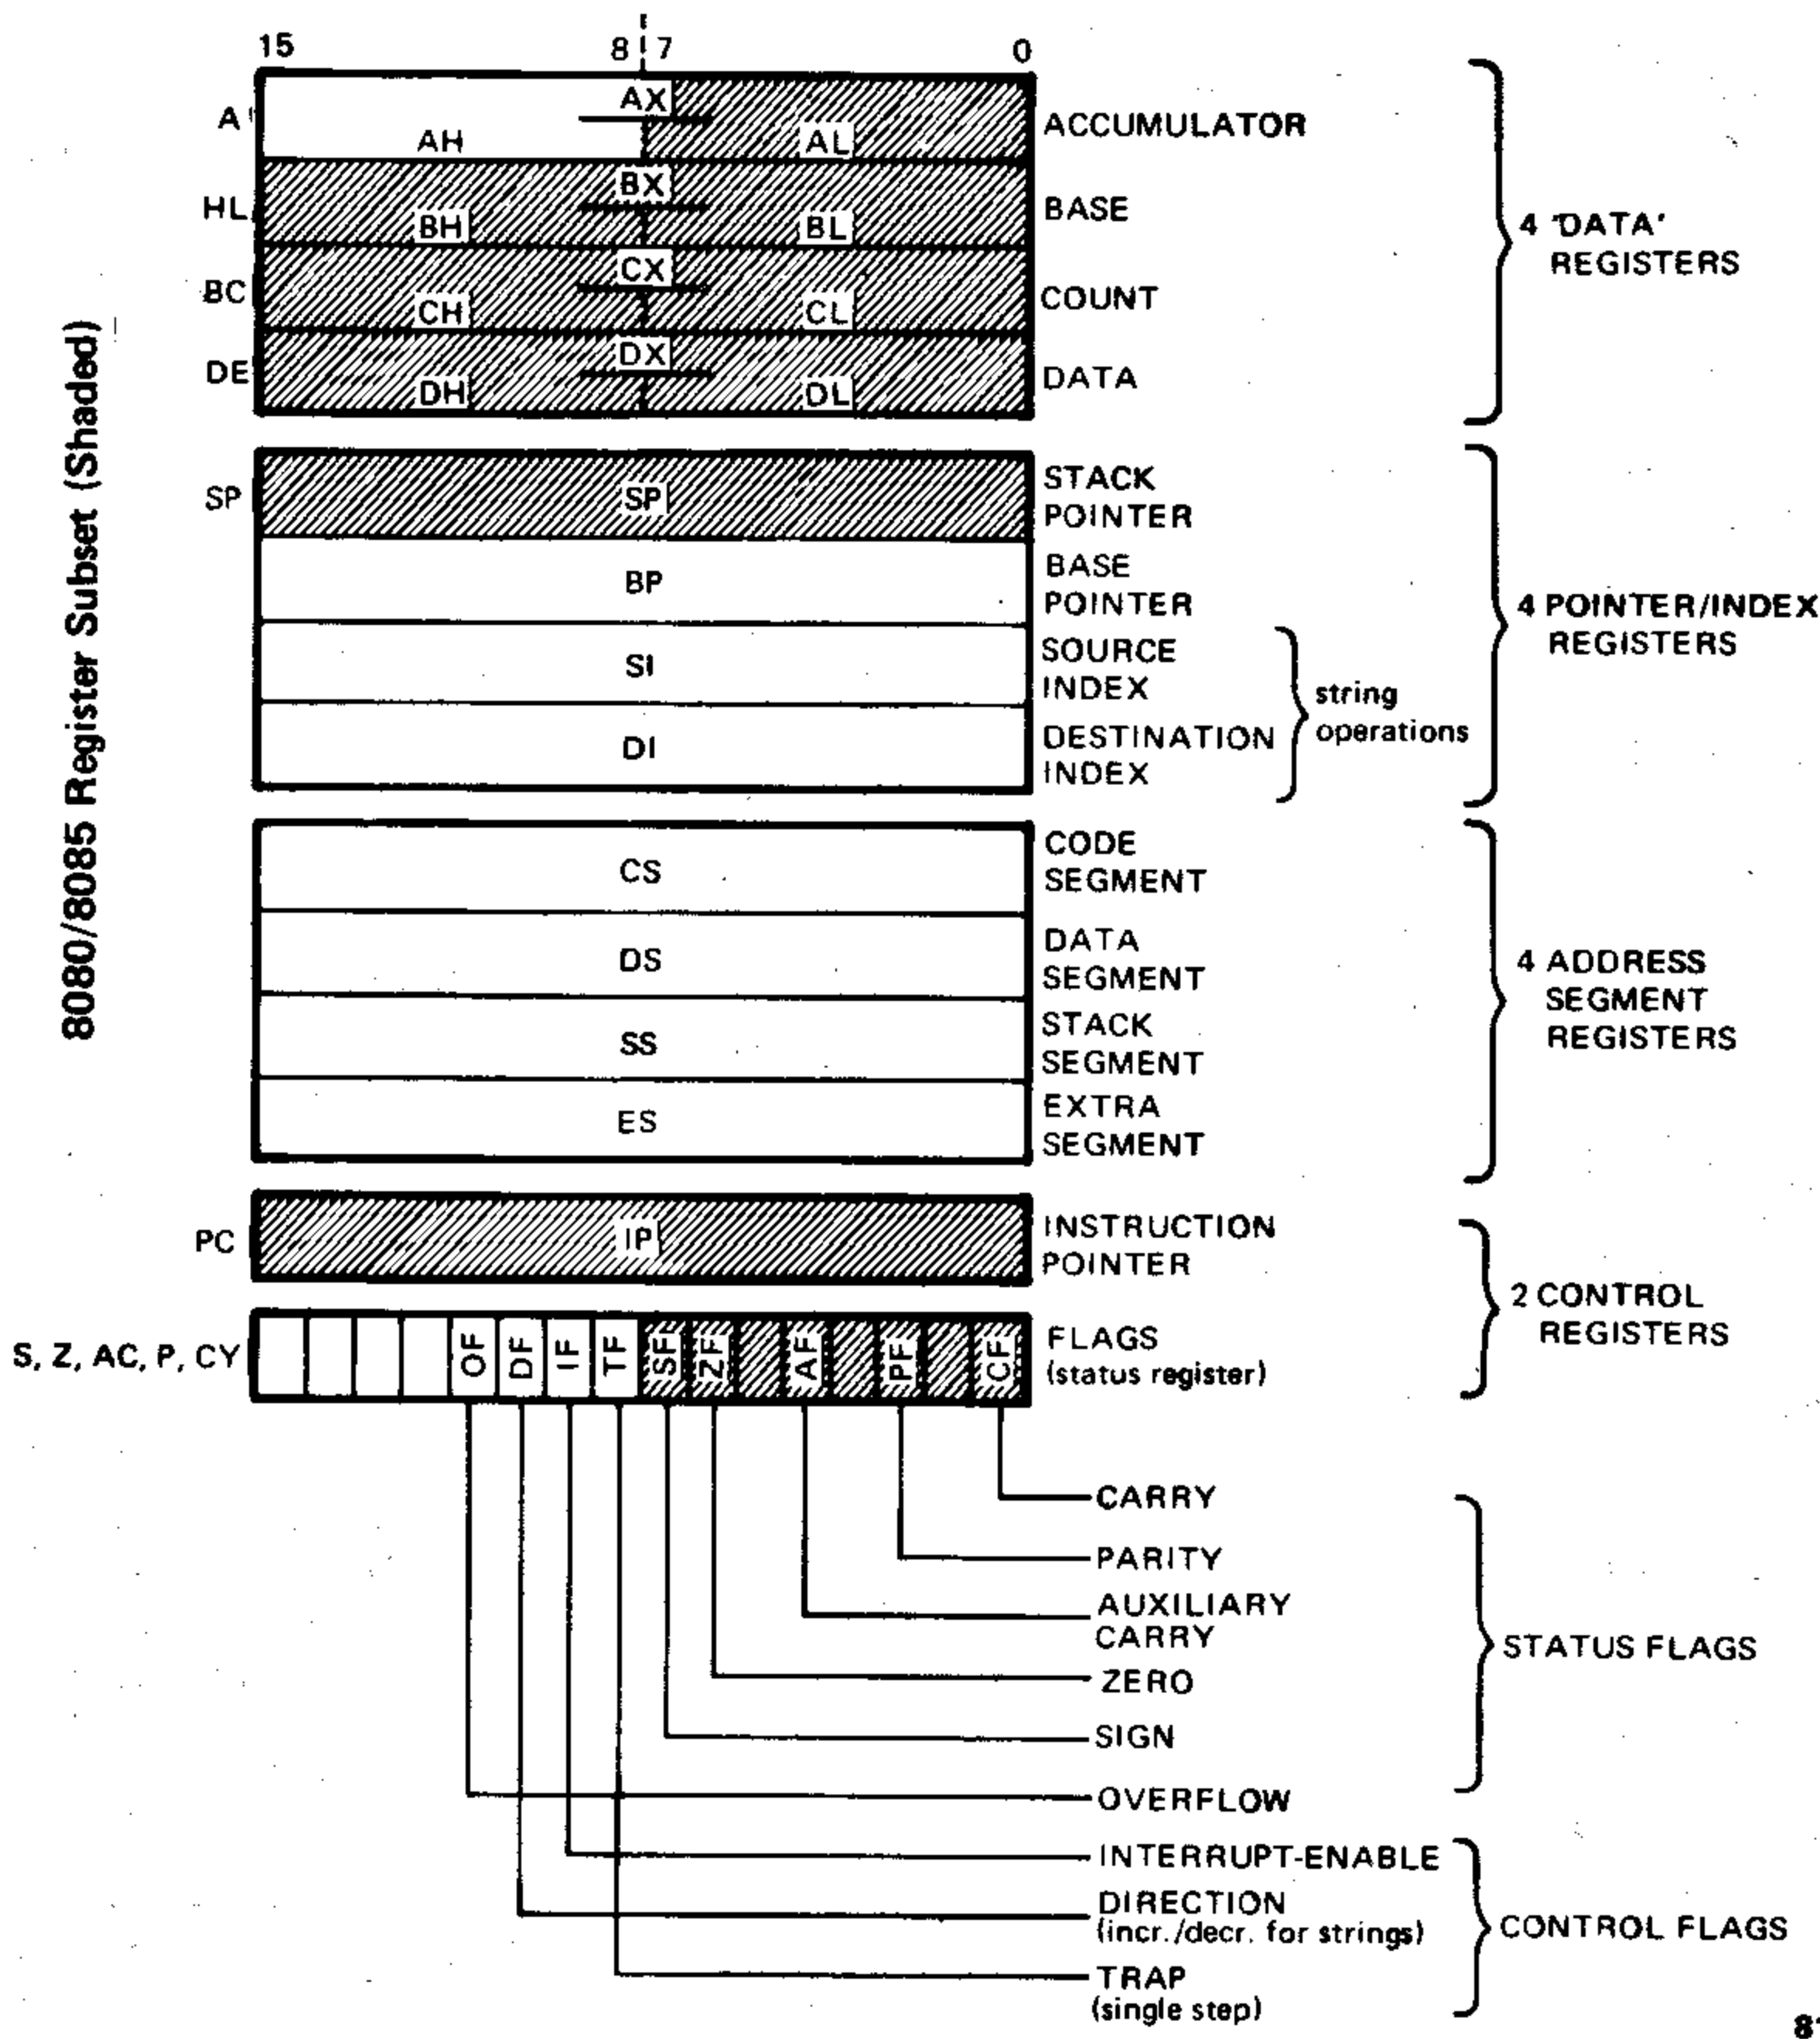 8080/8085 Register Subset (Shaded)
15 8 7 0
A AX AH AL ACCUMULATOR
HL BX BH BL BASE
BC CX CH CL COUNT
DE DX DH DL DATA
4 'DATA'
REGISTERS
SP SP STACK
POINTER
BP BASE
POINTER
SI SOURCE
INDEX
DI DESTINATION
INDEX
string
operations
4 POINTER/INDEX
REGISTERS
CS CODE
SEGMENT
DS DATA
SEGMENT
SS STACK
SEGMENT
ES EXTRA
SEGMENT
4 ADDRESS
SEGMENT
REGISTERS
PC IP INSTRUCTION
POINTER
S, Z, AC, P, CY OF DF IF TF SF ZF AF PF CF FLAGS
(status register)
2 CONTROL
REGISTERS
CARRY
PARITY
AUXILIARY
CARRY
ZERO
SIGN
OVERFLOW
STATUS FLAGS
INTERRUPT-ENABLE
DIRECTION
(incr./decr. for strings)
TRAP
(single step)
CONTROL FLAGS